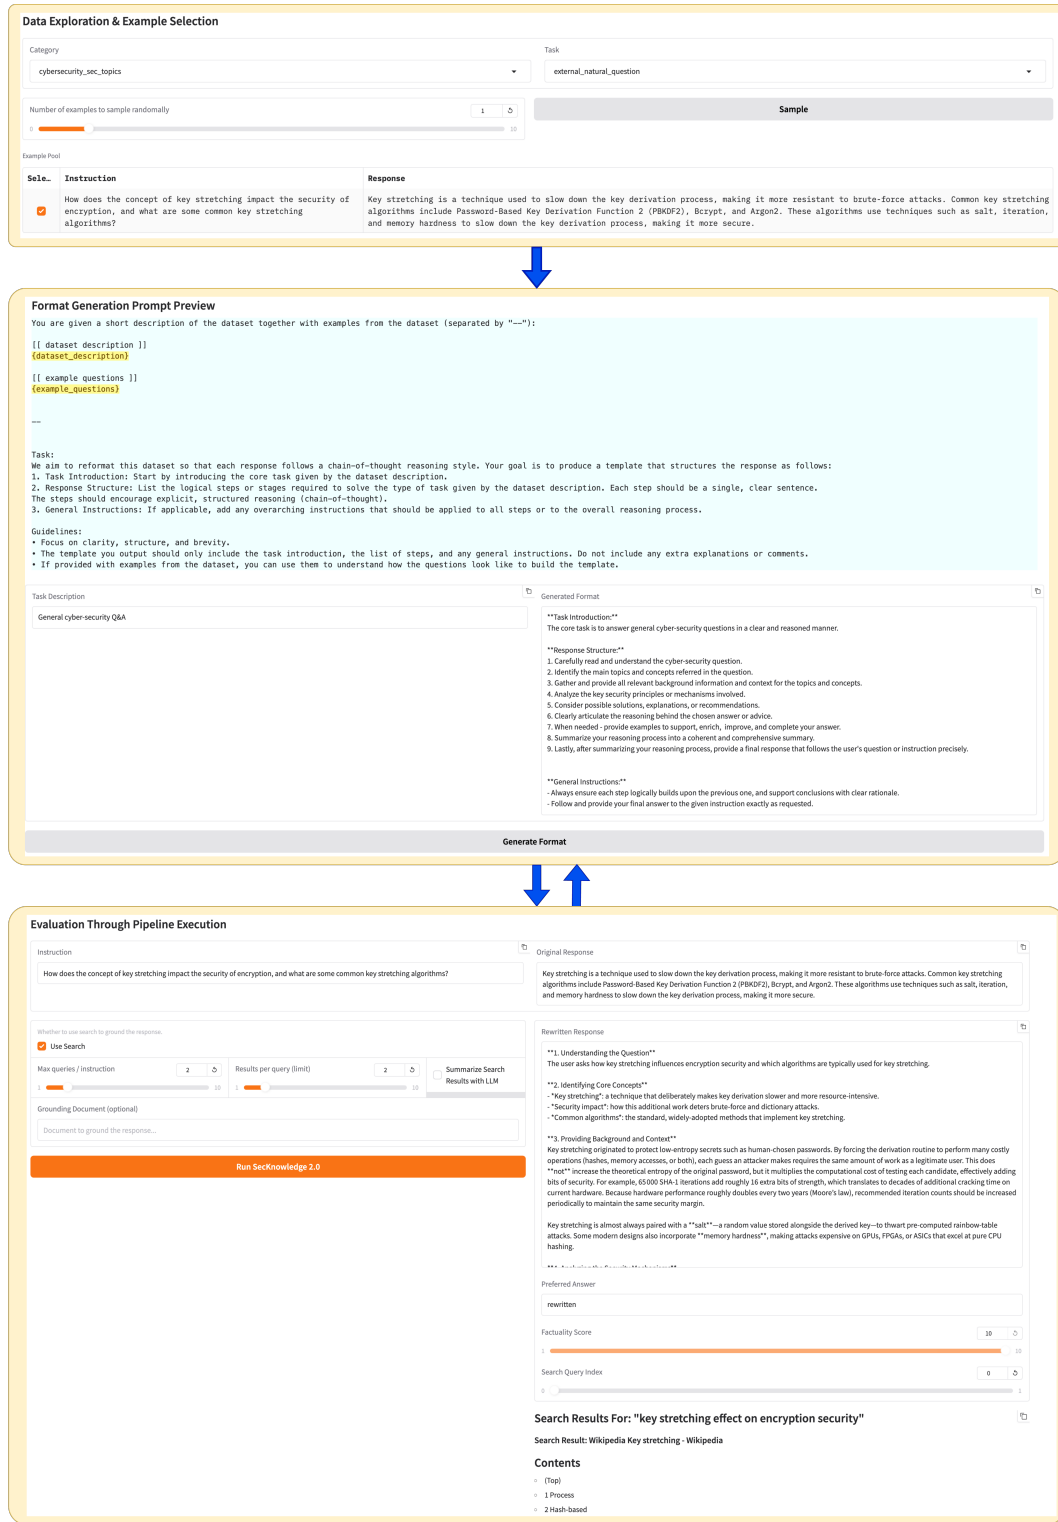 Data Exploration & Example Selection
Category
Task
cybersecurity_sec_topics
external_natural_question
Number of examples to sample randomly
1
0
10
Sample
Example Pool
Sele…
Instruction
Response
How does the concept of key stretching impact the security of
encryption, and what are some common key stretching
algorithms?
Key stretching is a technique used to slow down the key derivation process, making it more resistant to brute-force attacks. Common key stretching
algorithms include Password-Based Key Derivation Function 2 (PBKDF2), Bcrypt, and Argon2. These algorithms use techniques such as salt, iteration,
and memory hardness to slow down the key derivation process, making it more secure.
Format Generation Prompt Preview
You are given a short description of the dataset together with examples from the dataset (separated by "——"):
[[ dataset description ]]
{dataset_description}
[[ example questions ]]
{example_questions}
——
Task:
We aim to reformat this dataset so that each response follows a chain-of-thought reasoning style. Your goal is to produce a template that structures the response as follows:
1. Task Introduction: Start by introducing the core task given by the dataset description.
2. Response Structure: List the logical steps or stages required to solve the type of task given by the dataset description. Each step should be a single, clear sentence.
The steps should encourage explicit, structured reasoning (chain-of-thought).
3. General Instructions: If applicable, add any overarching instructions that should be applied to all steps or to the overall reasoning process.
Guidelines:
• Focus on clarity, structure, and brevity.
• The template you output should only include the task introduction, the list of steps, and any general instructions. Do not include any extra explanations or comments.
• If provided with examples from the dataset, you can use them to understand how the questions look like to build the template.
Task Description
General cyber-security Q&A
Generated Format
**Task Introduction:**
The core task is to answer general cyber-security questions in a clear and reasoned manner.
**Response Structure:**
1. Carefully read and understand the cyber-security question.
2. Identify the main topics and concepts referred in the question.
3. Gather and provide all relevant background information and context for the topics and concepts.
4. Analyze the key security principles or mechanisms involved.
5. Consider possible solutions, explanations, or recommendations.
6. Clearly articulate the reasoning behind the chosen answer or advice.
7. When needed - provide examples to support, enrich, improve, and complete your answer.
8. Summarize your reasoning process into a coherent and comprehensive summary.
9. Lastly, after summarizing your reasoning process, provide a final response that follows the user's question or instruction precisely.
**General Instructions:**
- Always ensure each step logically builds upon the previous one, and support conclusions with clear rationale.
- Follow and provide your final answer to the given instruction exactly as requested.
Generate Format
Evaluation Through Pipeline Execution
Instruction
How does the concept of key stretching impact the security of encryption, and what are some common key stretching algorithms?
Original Response
Key stretching is a technique used to slow down the key derivation process, making it more resistant to brute-force attacks. Common key stretching
algorithms include Password-Based Key Derivation Function 2 (PBKDF2), Bcrypt, and Argon2. These algorithms use techniques such as salt, iteration,
and memory hardness to slow down the key derivation process, making it more secure.
Whether to use search to ground the response.
Use Search
Max queries / instruction
2
1
10
Results per query (limit)
2
1
10
Summarize Search
Results with LLM
Grounding Document (optional)
Document to ground the response...
Run SecKnowledge 2.0
Rewritten Response
**1. Understanding the Question**
The user asks how key stretching influences encryption security and which algorithms are typically used for key stretching.
**2. Identifying Core Concepts**
- *Key stretching*: a technique that deliberately makes key derivation slower and more resource-intensive.
- *Security impact*: how this additional work deters brute-force and dictionary attacks.
- *Common algorithms*: the standard, widely-adopted methods that implement key stretching.
**3. Providing Background and Context**
Key stretching originated to protect low-entropy secrets such as human-chosen passwords. By forcing the derivation routine to perform many costly
operations (hashes, memory accesses, or both), each guess an attacker makes requires the same amount of work as a legitimate user. This does
**not** increase the theoretical entropy of the original password, but it multiplies the computational cost of testing each candidate, effectively adding
bits of security. For example, 65 000 SHA-1 iterations add roughly 16 extra bits of strength, which translates to decades of additional cracking time on
current hardware. Because hardware performance roughly doubles every two years (Moore's law), recommended iteration counts should be increased
periodically to maintain the same security margin.
Key stretching is almost always paired with a **salt**—a random value stored alongside the derived key—to thwart pre-computed rainbow-table
attacks. Some modern designs also incorporate **memory hardness**, making attacks expensive on GPUs, FPGAs, or ASICs that excel at pure CPU
hashing.
**4. Analyzing the Security Mechanisms**
Preferred Answer
rewritten
Factuality Score
10
1
10
Search Query Index
0
0
1
Search Results For: "key stretching effect on encryption security"
Search Result: Wikipedia Key stretching - Wikipedia
Contents
(Top)
1 Process
2 Hash-based